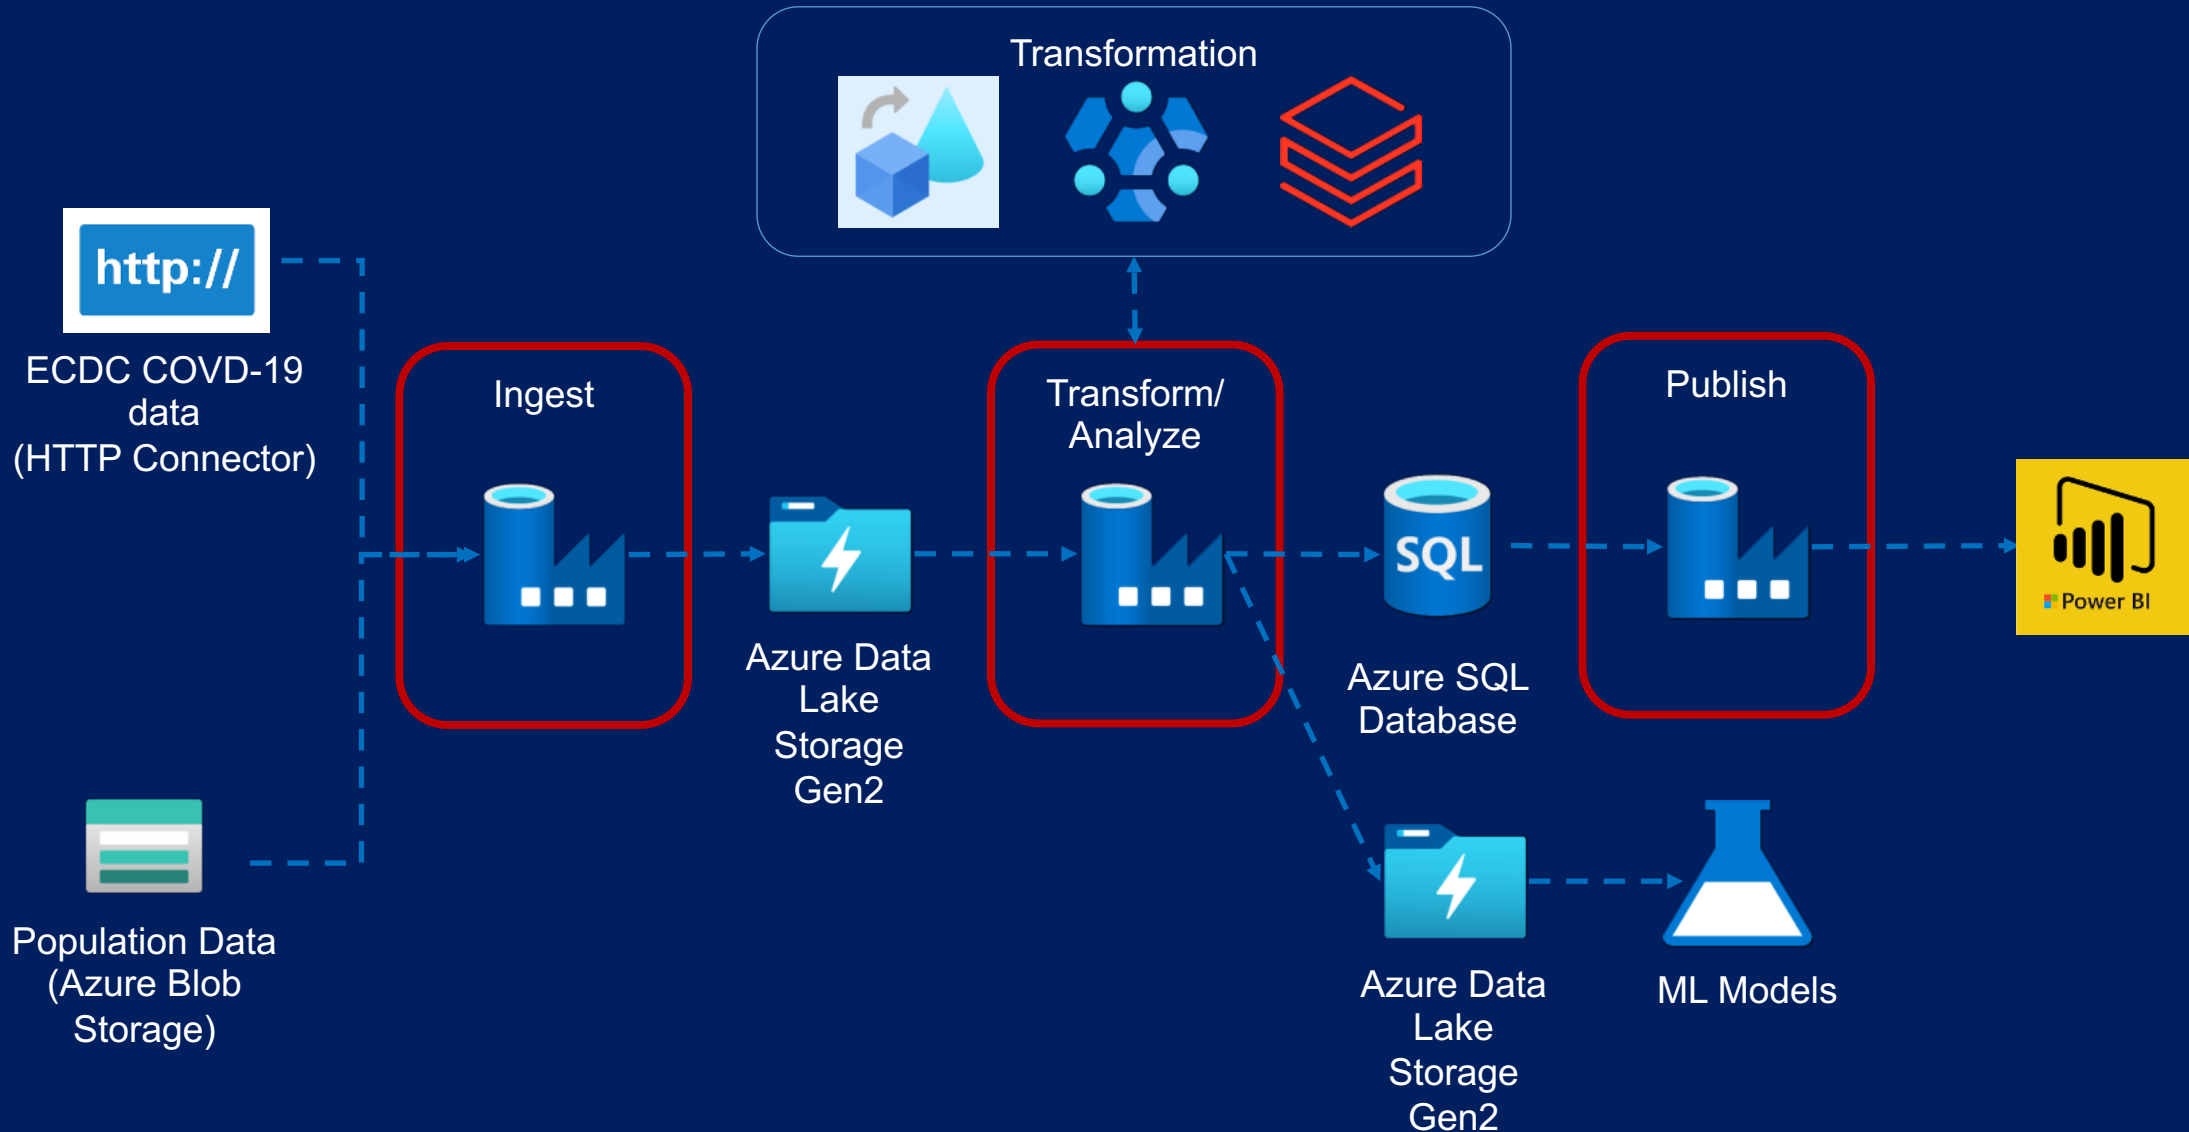 Transformation
http://
ECDC COVD-19
data
(HTTP Connector)
Ingest
Transform/
Analyze
Publish
SQL
Power BI
Azure Data
Lake
Storage
Gen2
Azure SQL
Database
Population Data
(Azure Blob
Storage)
Azure Data
Lake
Storage
Gen2
ML Models